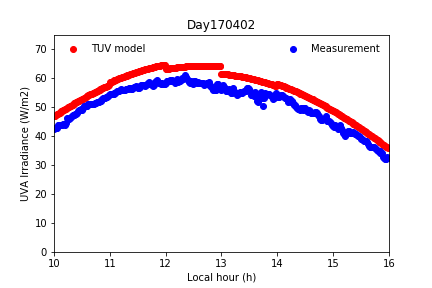 Day170402
TUV model
Measurement
UVA Irradiance (W/m2)
70
60
50
40
30
20
10
0
10 11 12 13 14 15 16
Local hour (h)